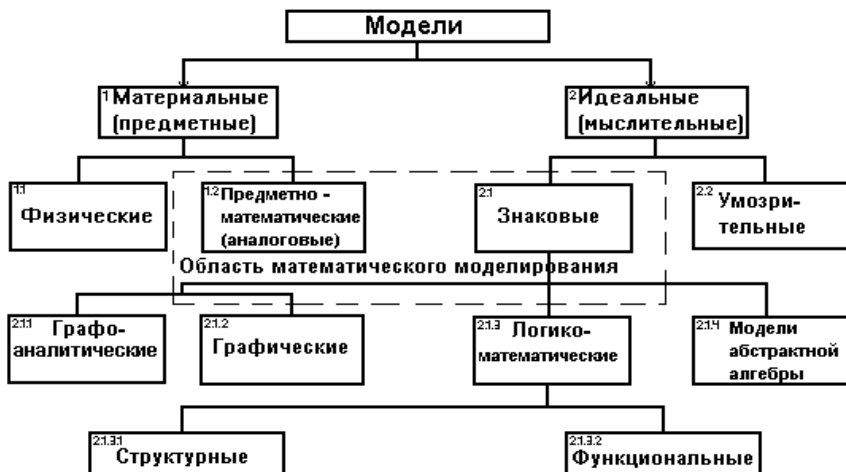 Модели
1 Материальные
(предметные)
2 Идеальные
(мыслительные)
1.1
Физические
1.2 Предметно-
математические
(аналоговые)
2.1
Знаковые
2.2 Умозри-
тельные
Область математического моделирования
2.1.1 Графо-
аналитические
2.1.2
Графические
2.1.3 Логико-
математические
2.1.4 Модели
абстрактной
алгебры
2.1.3.1
Структурные
2.1.3.2
Функциональные